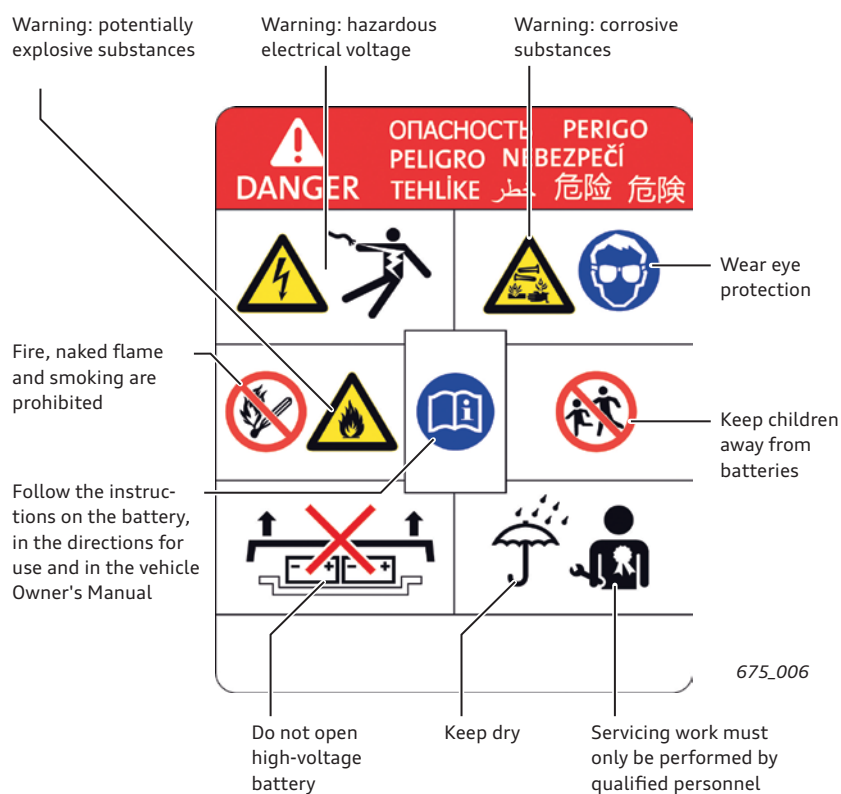 Warning: potentially
explosive substances
Warning: hazardous
electrical voltage
Warning: corrosive
substances
ОПАСНОСТЬ PERIGO
PELIGRO NEBEZPEČÍ
DANGER TEHLİKE خطر 危险 危険
Wear eye
protection
Fire, naked flame
and smoking are
prohibited
Keep children
away from
batteries
Follow the instruc-
tions on the battery,
in the directions for
use and in the vehicle
Owner's Manual
675_006
Do not open
high-voltage
battery
Keep dry
Servicing work must
only be performed by
qualified personnel